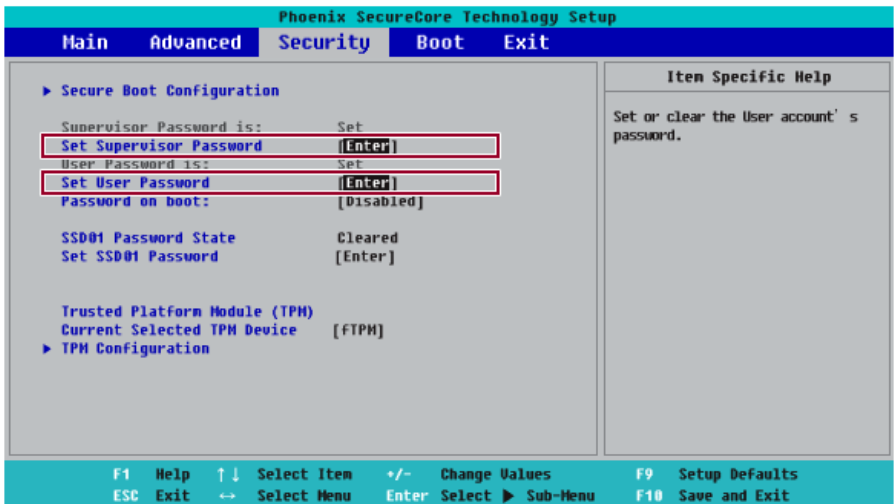 Phoenix SecureCore Technology Setup
Main Advanced Security Boot Exit
▶ Secure Boot Configuration
Supervisor Password is: Set
Set Supervisor Password [Enter]
User Password is: Set
Set User Password [Enter]
Password on boot: [Disabled]
SSD01 Password State Cleared
Set SSD01 Password [Enter]
Trusted Platform Module (TPM)
Current Selected TPM Device [fTPM]
▶ TPM Configuration
Item Specific Help
Set or clear the User account's
password.
F1 Help ↑↓ Select Item +/- Change Values F9 Setup Defaults
ESC Exit ↔ Select Menu Enter Select ▶ Sub-Menu F10 Save and Exit